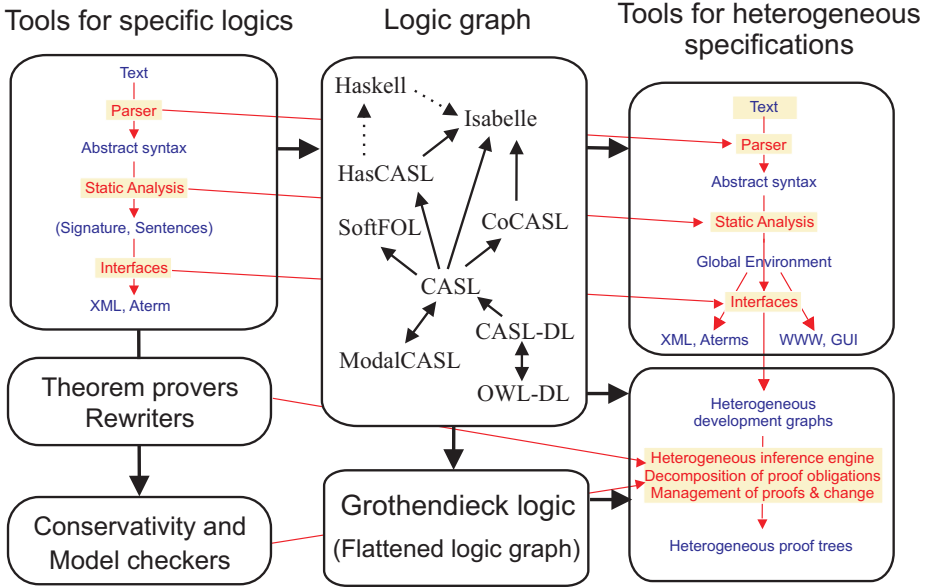 Tools for specific logics
Text
Parser
Abstract syntax
Static Analysis
(Signature, Sentences)
Interfaces
XML, Aterm
Theorem provers
Rewriters
Conservativity and
Model checkers
Logic graph
Haskell
Isabelle
HasCASL
SoftFOL
CoCASL
CASL
CASL-DL
ModalCASL
OWL-DL
Grothendieck logic
(Flattened logic graph)
Tools for heterogeneous
specifications
Text
Parser
Abstract syntax
Static Analysis
Global Environment
Interfaces
XML, Aterms
WWW, GUI
Heterogeneous
development graphs
Heterogeneous inference engine
Decomposition of proof obligations
Management of proofs & change
Heterogeneous proof trees